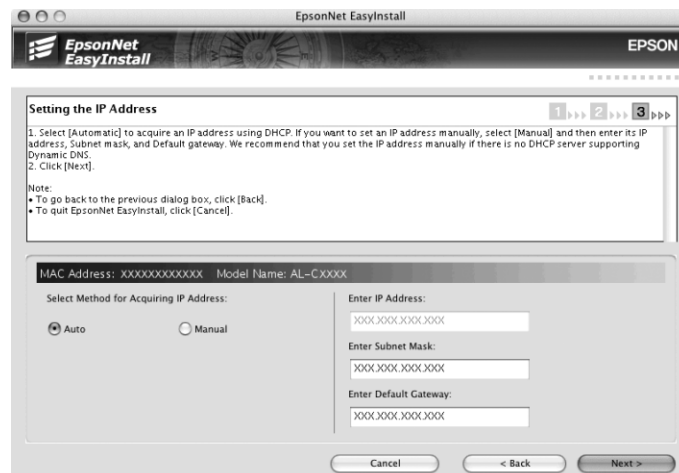 EpsonNet EasyInstall
EpsonNet
EasyInstall
EPSON
Setting the IP Address
1 2 3
1. Select [Automatic] to acquire an IP address using DHCP. If you want to set an IP address manually, select [Manual] and then enter its IP
address, Subnet mask, and Default gateway. We recommend that you set the IP address manually if there is no DHCP server supporting
Dynamic DNS.
2. Click [Next].
Note:
• To go back to the previous dialog box, click [Back].
• To quit EpsonNet EasyInstall, click [Cancel].
MAC Address: XXXXXXXXXXXX Model Name: AL-CXXXX
Select Method for Acquiring IP Address:
Auto Manual
Enter IP Address:
XXX.XXX.XXX.XXX
Enter Subnet Mask:
XXX.XXX.XXX.XXX
Enter Default Gateway:
XXX.XXX.XXX.XXX
Cancel < Back Next >